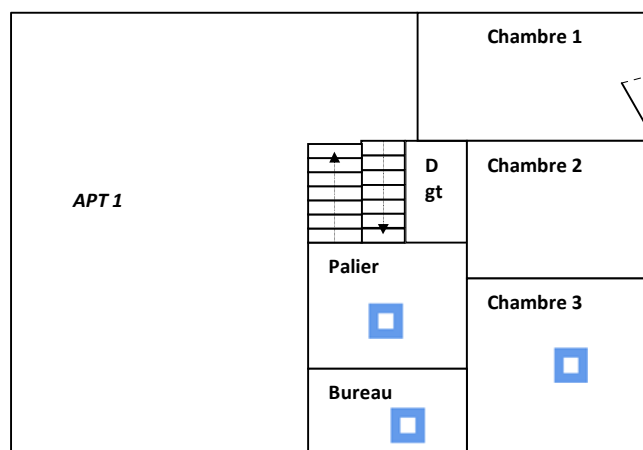 Chambre 1
D
gt
Chambre 2
APT 1
Palier
Chambre 3
Bureau